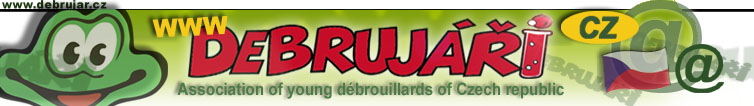 www.debrujar.cz
www
DEBRUJÁŘI
CZ
@
@
Association of young débrouillards of Czech republic